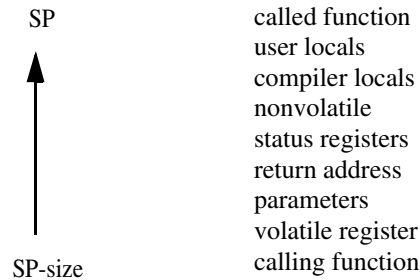 SP called function
user locals
compiler locals
nonvolatile
status registers
return address
parameters
volatile register
SP-size calling function